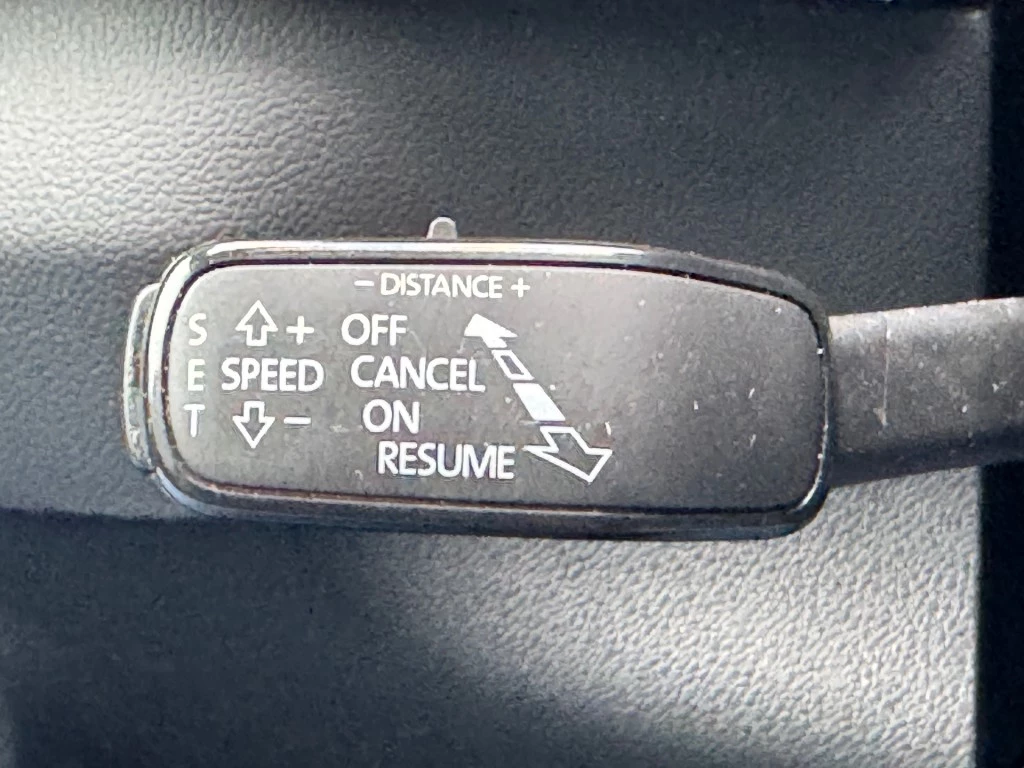 – DISTANCE +
S + OFF
E SPEED CANCEL
T – ON
RESUME